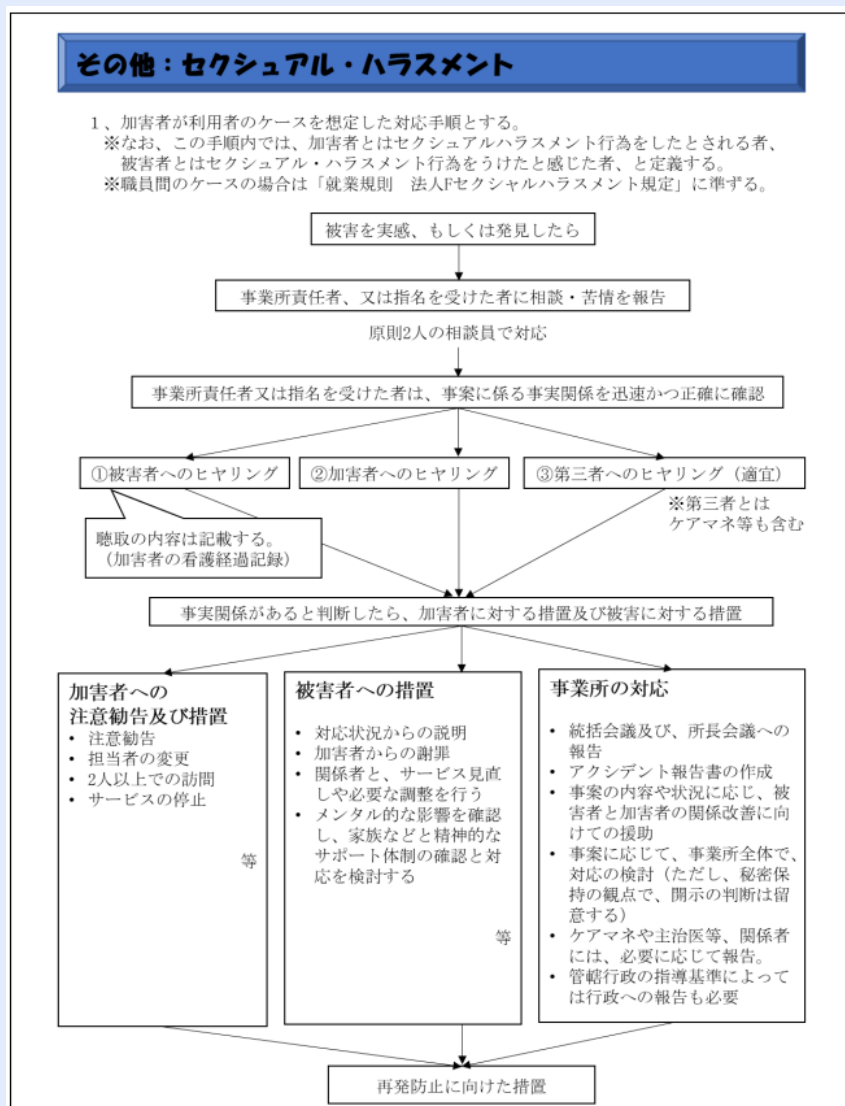 その他：セクシュアル・ハラスメント
1、加害者が利用者のケースを想定した対応手順とする。
※なお、この手順内では、加害者とはセクシュアルハラスメント行為をしたとされる者、
被害者とはセクシュアル・ハラスメント行為をうけたと感じた者、と定義する。
※職員間のケースの場合は「就業規則　法人Fセクシャルハラスメント規定」に準ずる。
被害を実感、もしくは発見したら
事業所責任者、又は指名を受けた者に相談・苦情を報告
原則2人の相談員で対応
事業所責任者又は指名を受けた者は、事案に係る事実関係を迅速かつ正確に確認
①被害者へのヒヤリング
②加害者へのヒヤリング
③第三者へのヒヤリング（適宜）
※第三者とは
ケアマネ等も含む
聴取の内容は記載する。
（加害者の看護経過記録）
事実関係があると判断したら、加害者に対する措置及び被害に対する措置
加害者への
注意勧告及び措置
• 注意勧告
• 担当者の変更
• 2人以上での訪問
• サービスの停止
等
被害者への措置
• 対応状況からの説明
• 加害者からの謝罪
• 関係者と、サービス見直
しや必要な調整を行う
• メンタル的な影響を確認
し、家族などと精神的な
サポート体制の確認と対
応を検討する
等
事業所の対応
• 統括会議及び、所長会議への
報告
• アクシデント報告書の作成
• 事案の内容や状況に応じ、被
害者と加害者の関係改善に向
けての援助
• 事案に応じて、事業所全体で、
対応の検討（ただし、秘密保
持の観点で、開示の判断は留
意する）
• ケアマネや主治医等、関係者
には、必要に応じて報告。
• 管轄行政の指導基準によって
は行政への報告も必要
再発防止に向けた措置